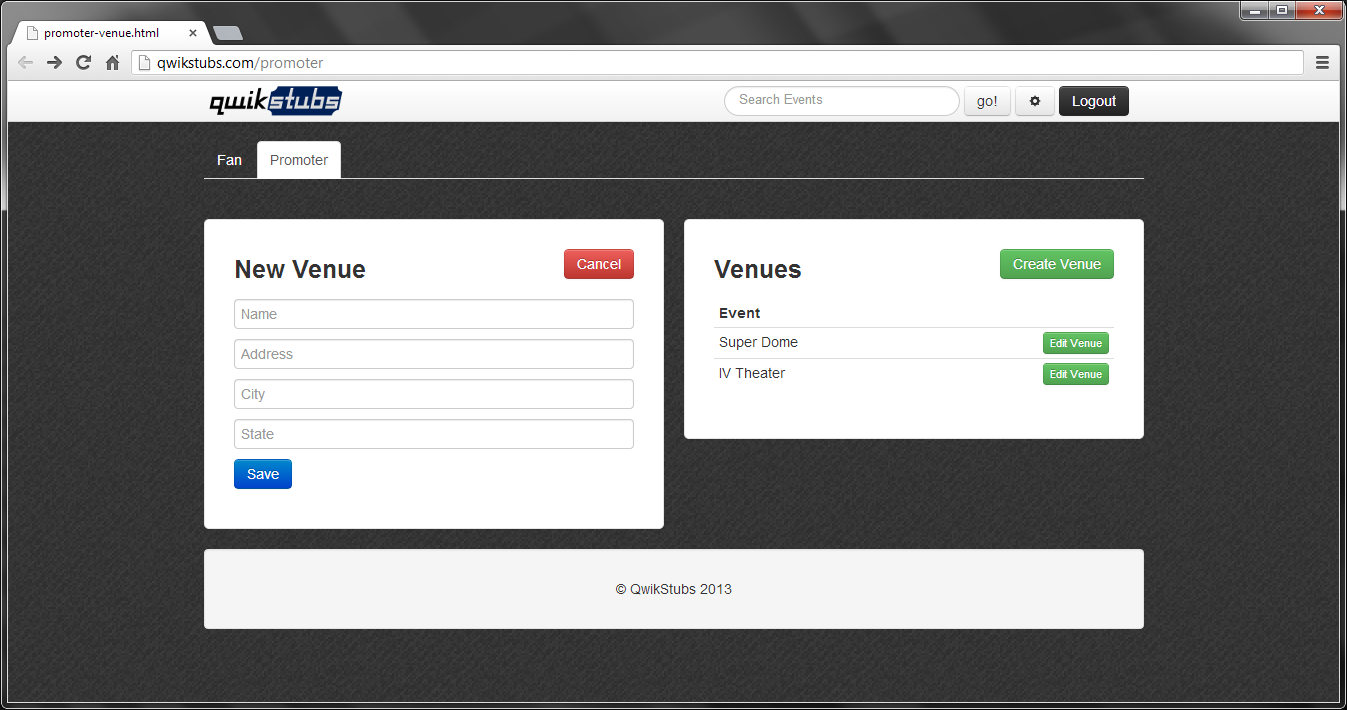 promoter-venue.html
qwikstubs.com/promoter
qwikstubs
Search Events
go!
Logout
Fan
Promoter
New Venue
Cancel
Name
Address
City
State
Save
Venues
Create Venue
Event
Super Dome
Edit Venue
IV Theater
Edit Venue
© QwikStubs 2013